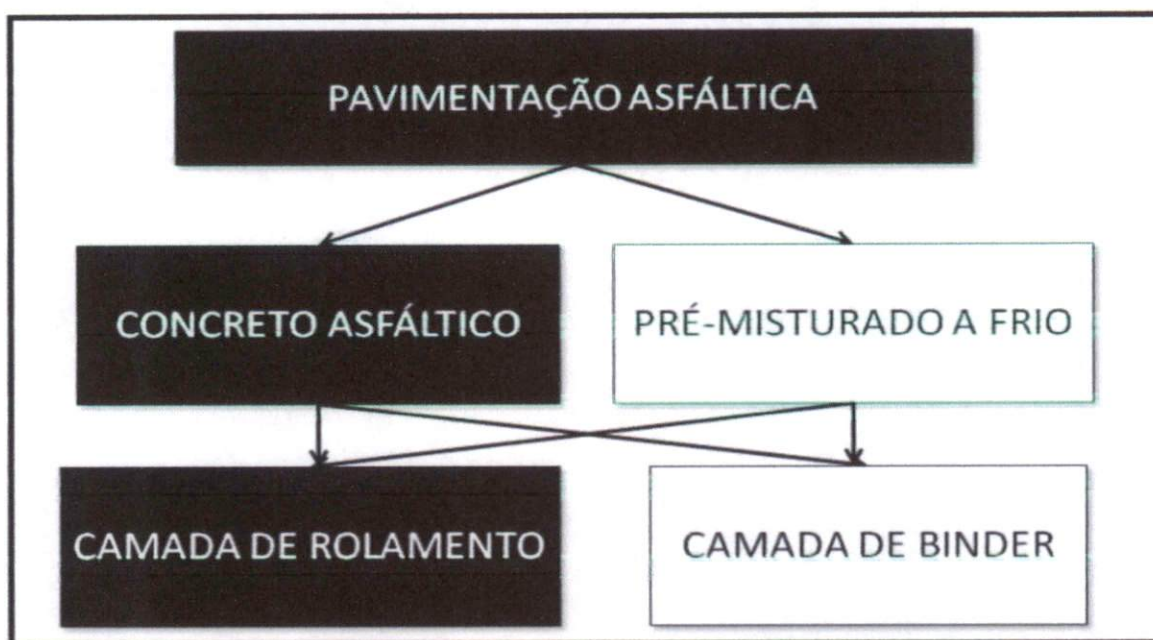 PAVIMENTAÇÃO ASFÁLTICA
CONCRETO ASFÁLTICO
PRÉ-MISTURADO A FRIO
CAMADA DE ROLAMENTO
CAMADA DE BINDER